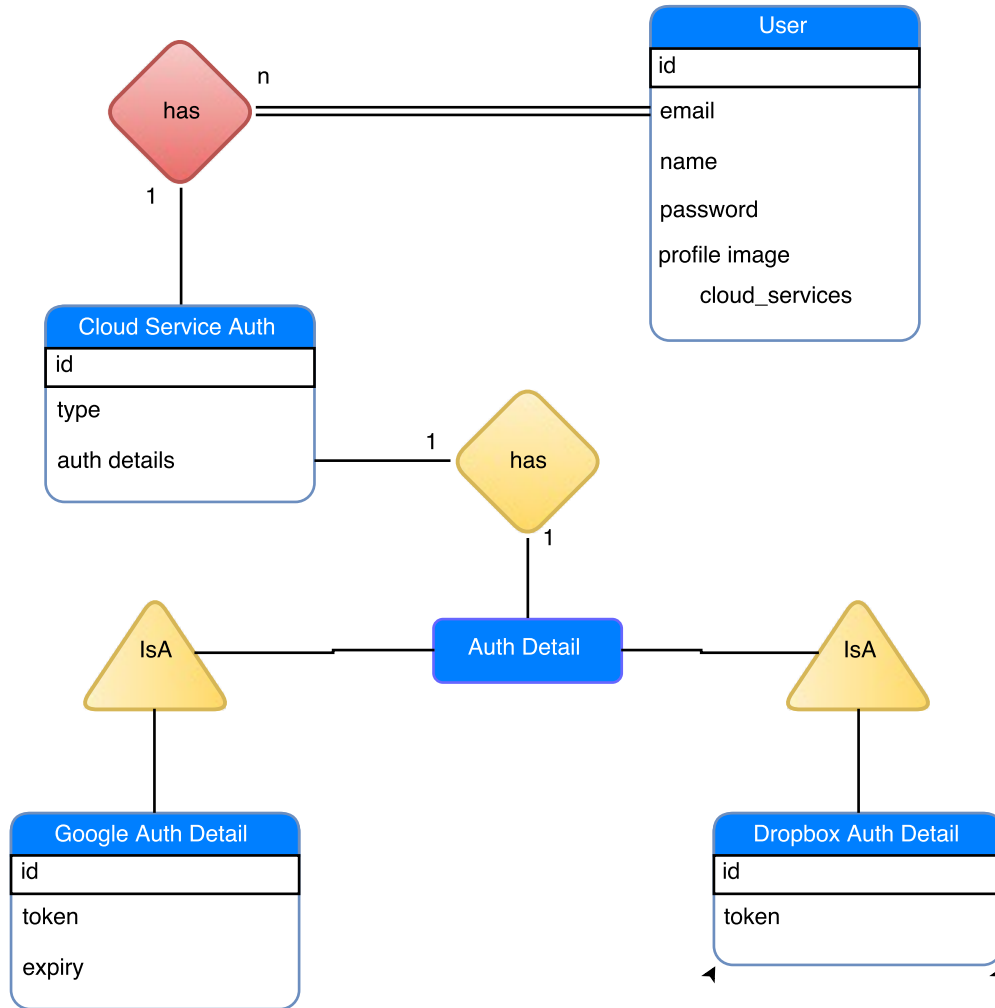 User
id
email
name
password
profile image
cloud_services
n
has
1
Cloud Service Auth
id
type
auth details
1
has
1
Auth Detail
IsA
IsA
Google Auth Detail
id
token
expiry
Dropbox Auth Detail
id
token